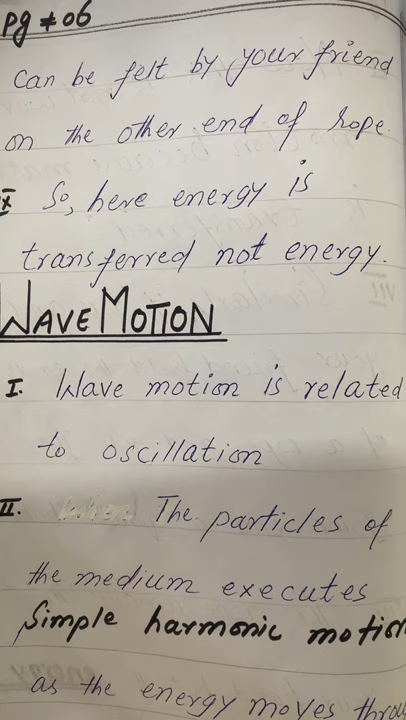 pg # 06
can be felt by your friend
on the other end of rope.
IX So, here energy is
transferred not energy.
WAVE MOTION
I. Wave motion is related
to oscillation
II. The particles of
the medium executes
Simple harmonic motion
as the energy moves